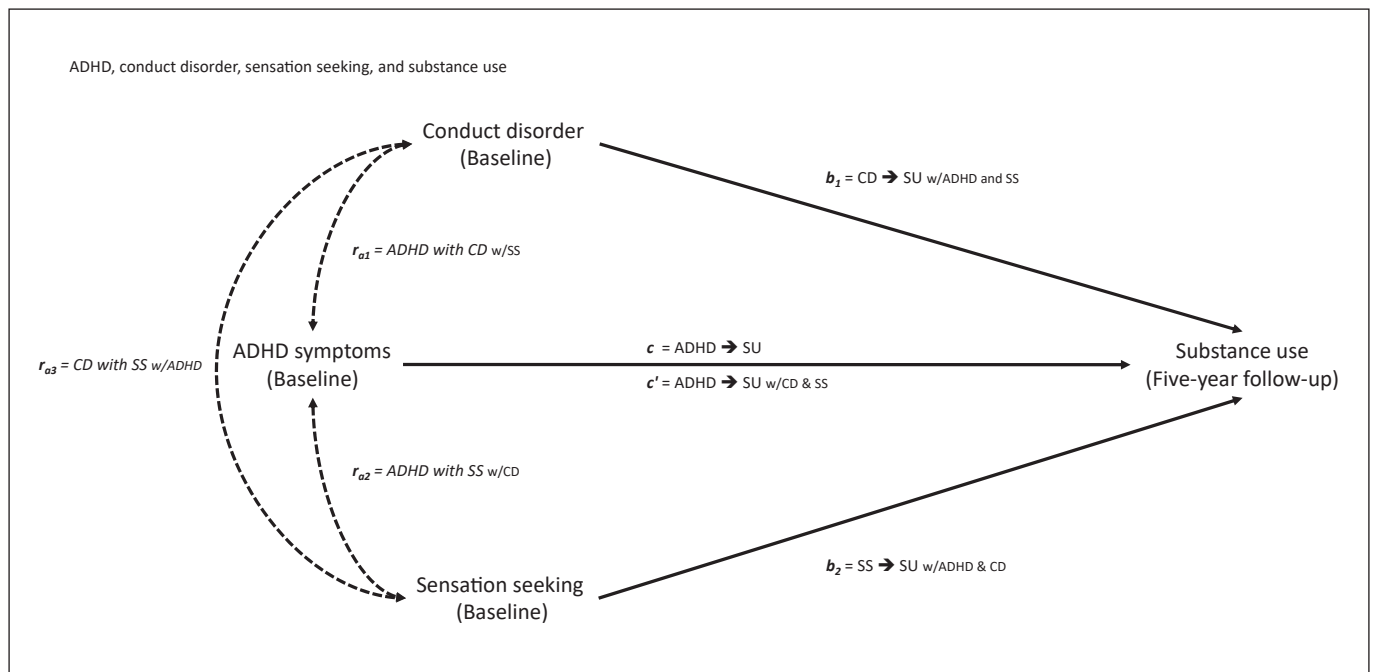 ADHD, conduct disorder, sensation seeking, and substance use
Conduct disorder
(Baseline)
b1 = CD ➔ SU w/ADHD and SS
ra1 = ADHD with CD w/SS
ra3 = CD with SS w/ADHD
ADHD symptoms
(Baseline)
c = ADHD ➔ SU
c' = ADHD ➔ SU w/CD & SS
Substance use
(Five-year follow-up)
ra2 = ADHD with SS w/CD
b2 = SS ➔ SU w/ADHD & CD
Sensation seeking
(Baseline)